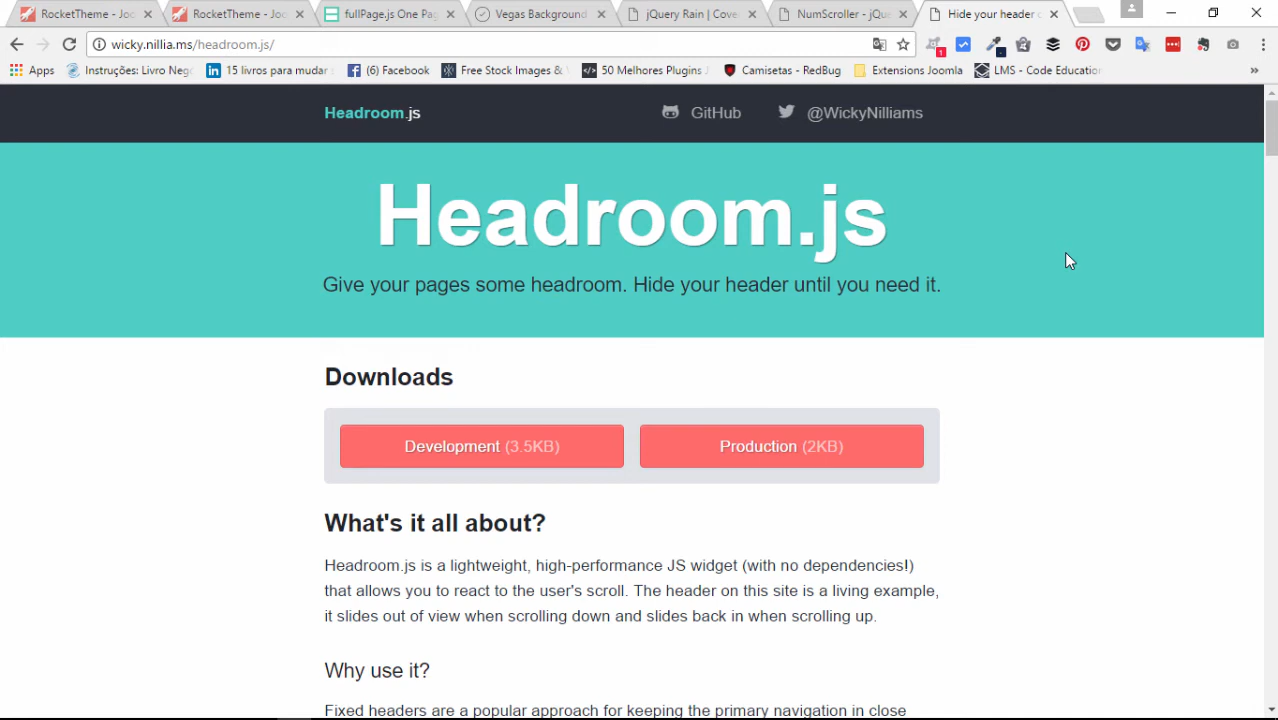 RocketTheme - Joc
RocketTheme - Joc
fullPage.js One Pag
Vegas Background
jQuery Rain | Cove
NumScroller - jQu
Hide your header o
wicky.nillia.ms/headroom.js/
1
Apps
Instruções: Livro Neg
15 livros para mudar
(6) Facebook
Free Stock Images &
50 Melhores Plugins
Camisetas - RedBug
Extensions Joomla
LMS - Code Education
»
Headroom.js
GitHub
@WickyNilliams
Headroom.js
Give your pages some headroom. Hide your header until you need it.
Downloads
Development (3.5KB)
Production (2KB)
What's it all about?
Headroom.js is a lightweight, high-performance JS widget (with no dependencies!)
that allows you to react to the user's scroll. The header on this site is a living example,
it slides out of view when scrolling down and slides back in when scrolling up.
Why use it?
Fixed headers are a popular approach for keeping the primary navigation in close